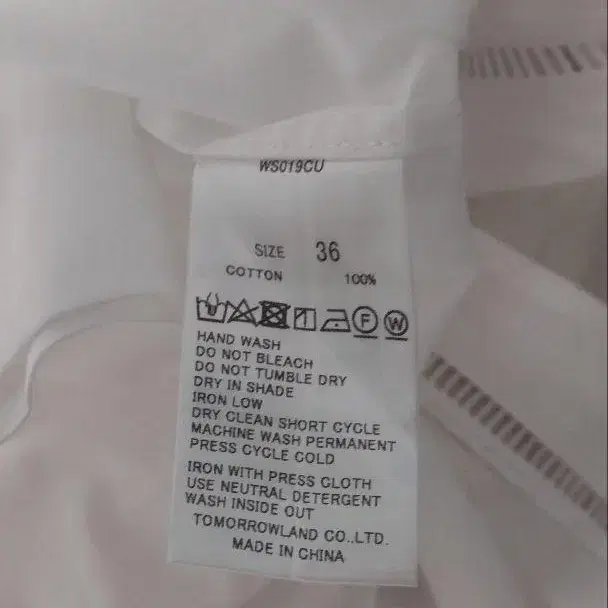 WS019CU
SIZE 36
COTTON 100%
F W
HAND WASH
DO NOT BLEACH
DO NOT TUMBLE DRY
DRY IN SHADE
IRON LOW
DRY CLEAN SHORT CYCLE
MACHINE WASH PERMANENT
PRESS CYCLE COLD
IRON WITH PRESS CLOTH
USE NEUTRAL DETERGENT
WASH INSIDE OUT
TOMORROWLAND CO.,LTD.
MADE IN CHINA